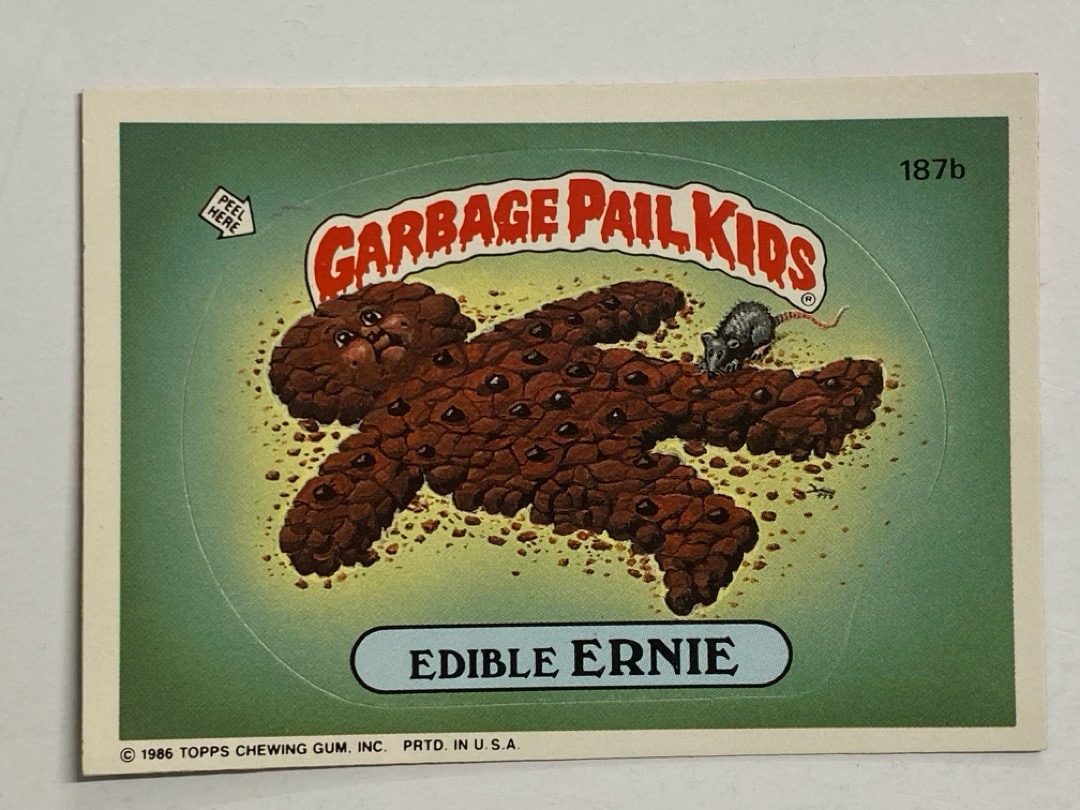 187b
PEEL
HERE
GARBAGE PAIL KIDS
®
EDIBLE ERNIE
© 1986 TOPPS CHEWING GUM, INC. PRTD. IN U.S.A.